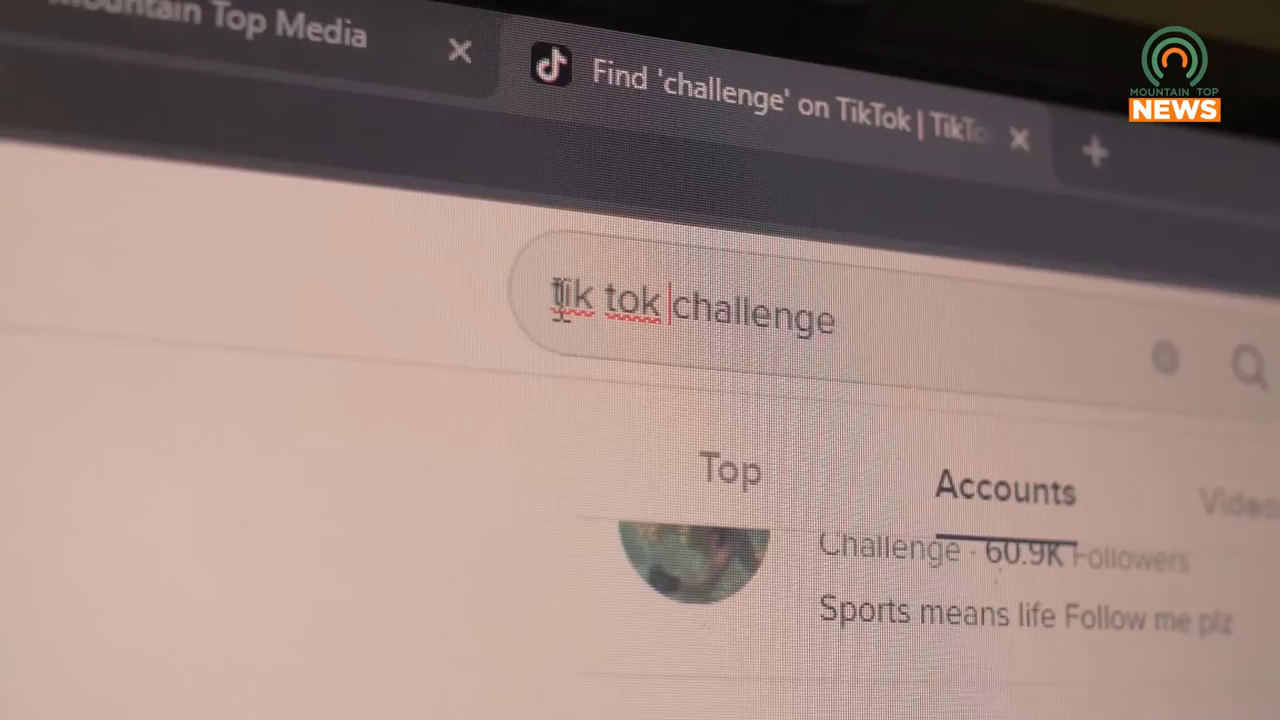 Mountain Top Media
Find 'challenge' on TikTok | TikTo
MOUNTAIN TOP
NEWS
tik tok challenge
Top
Accounts
Video
Challenge · 60.9K Followers
Sports means life Follow me plz